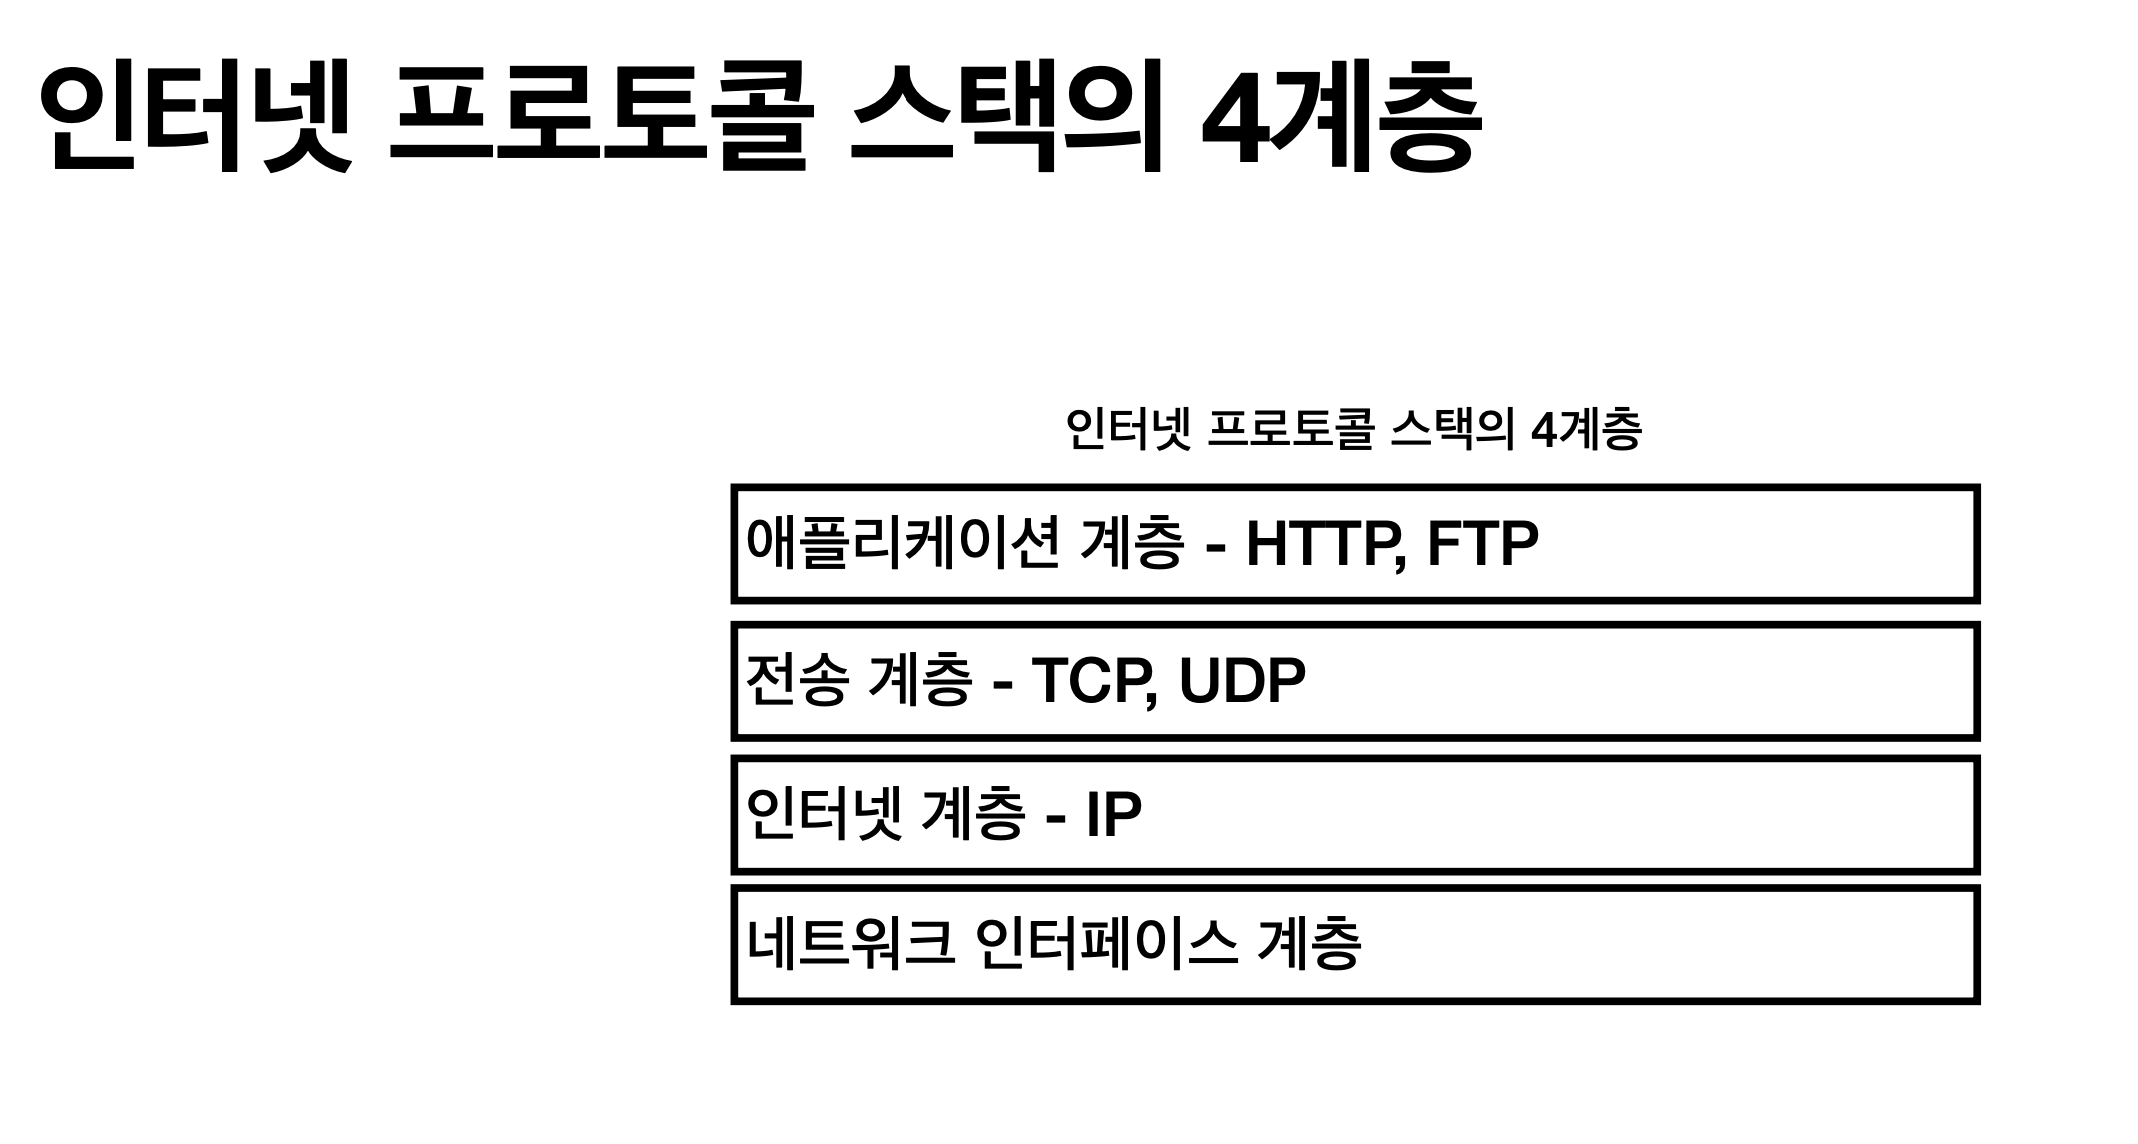 인터넷 프로토콜 스택의 4계층
인터넷 프로토콜 스택의 4계층
애플리케이션 계층 - HTTP, FTP
전송 계층 - TCP, UDP
인터넷 계층 - IP
네트워크 인터페이스 계층